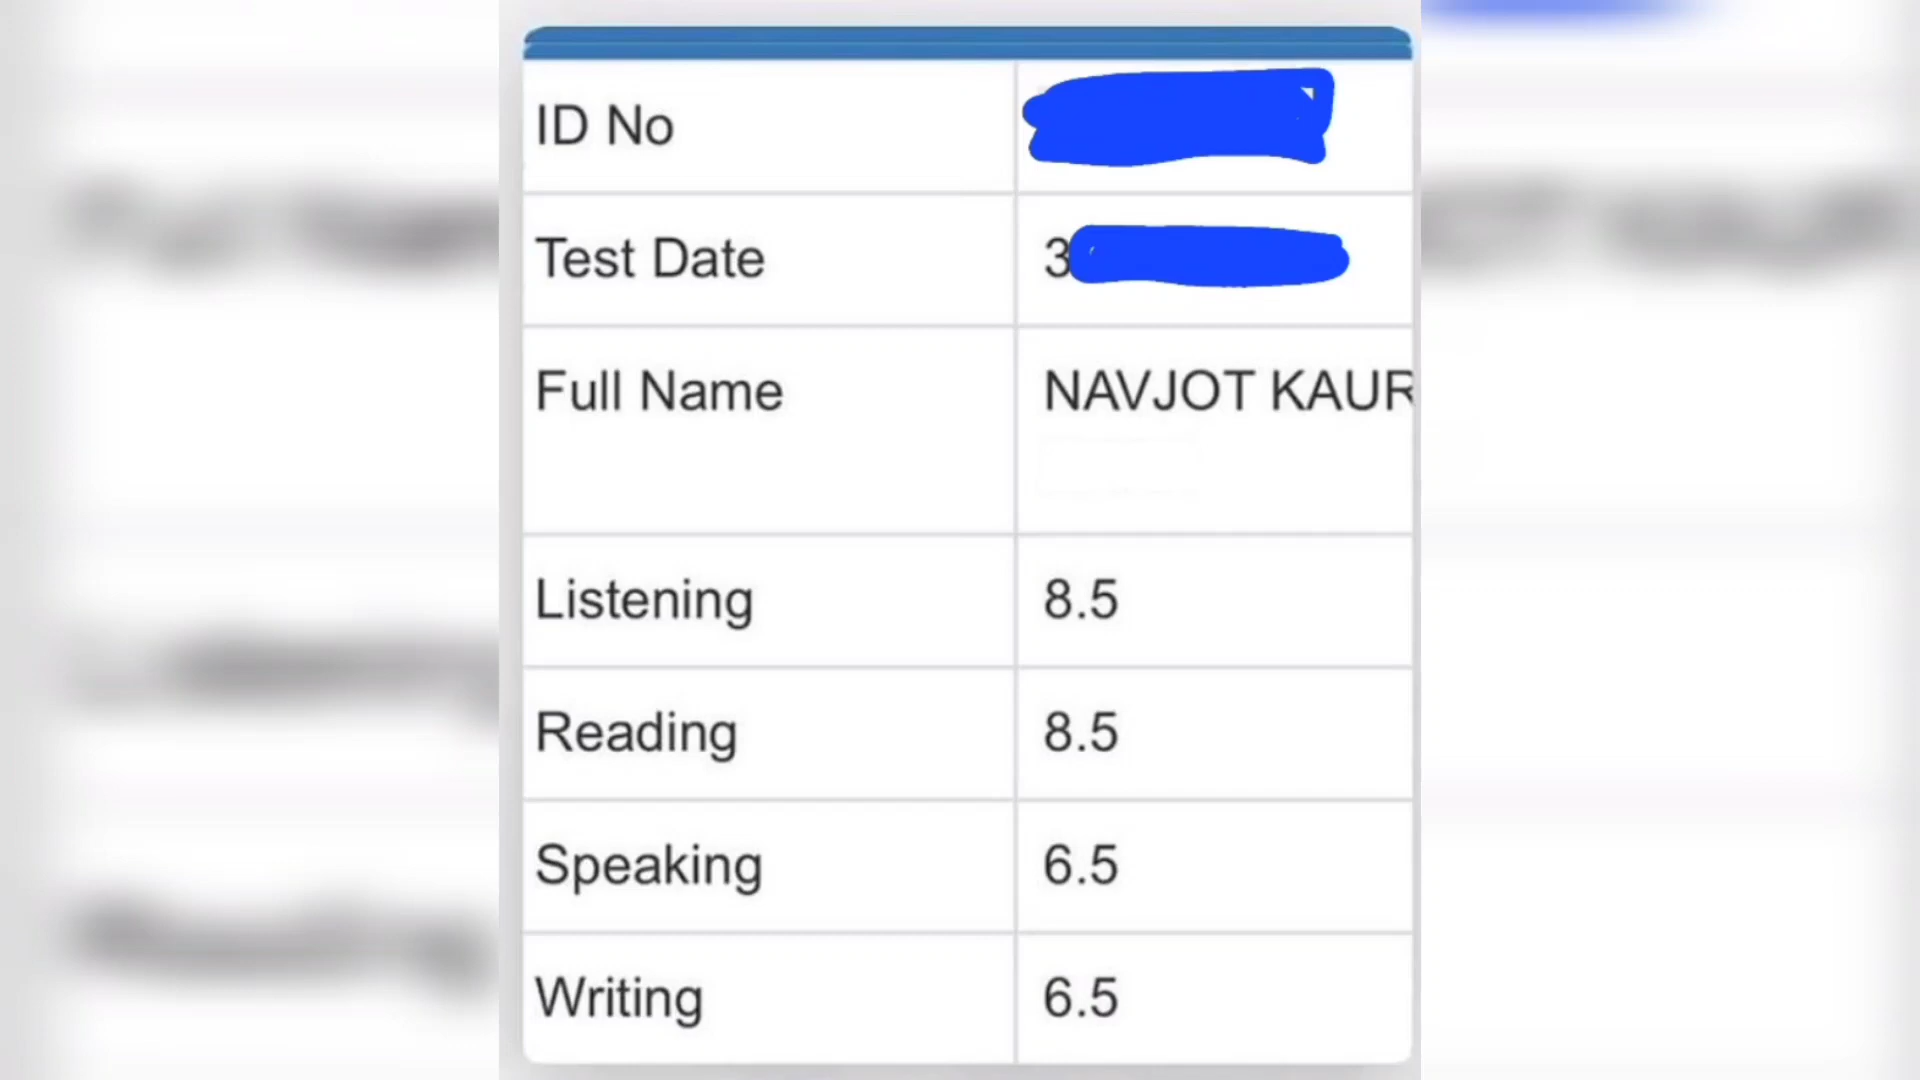 ID No
Test Date 3
Full Name NAVJOT KAUR
Listening 8.5
Reading 8.5
Speaking 6.5
Writing 6.5